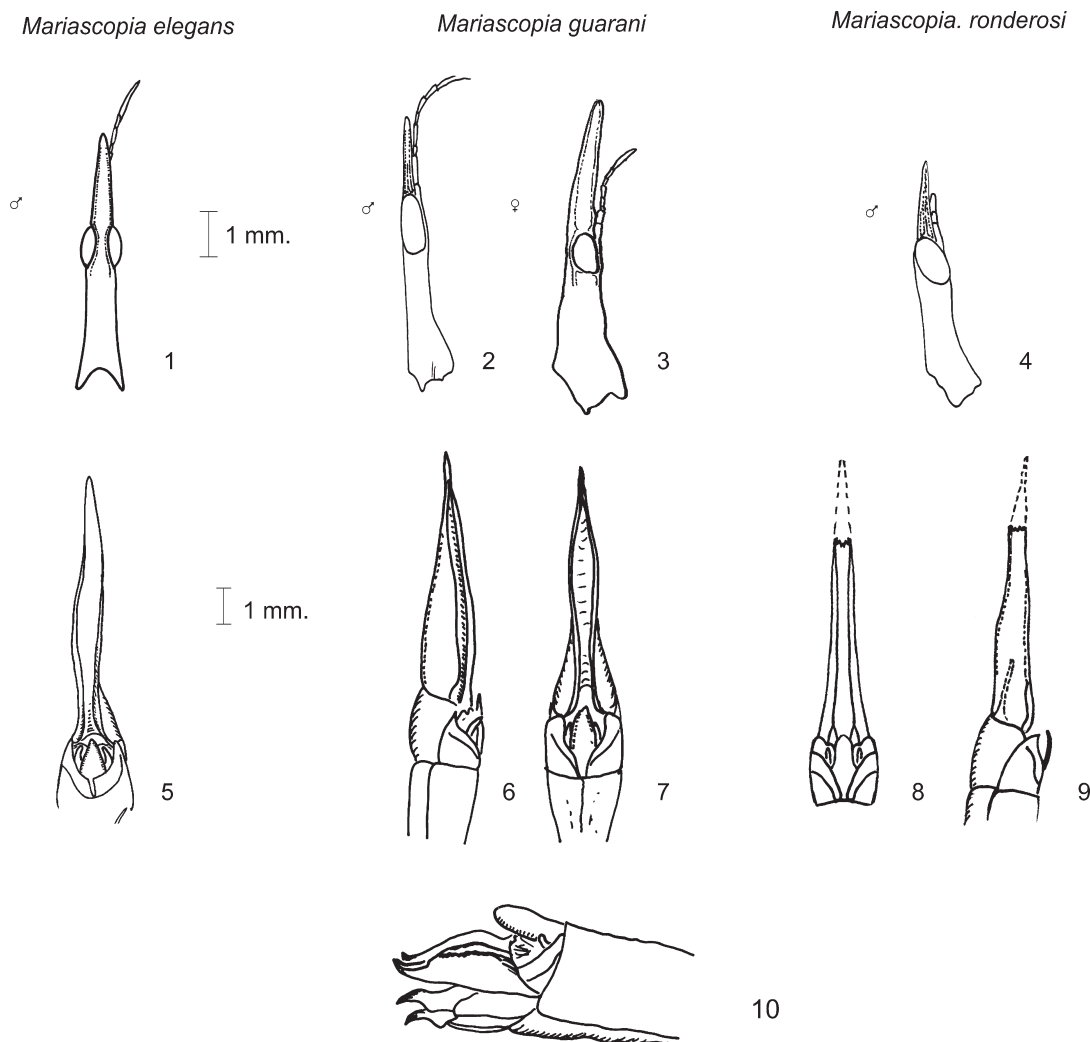 Mariascopia elegans
Mariascopia guarani
Mariascopia. ronderosi
♂
1 mm.
♂
♀
♂
1
2
3
4
1 mm.
5
6
7
8
9
10